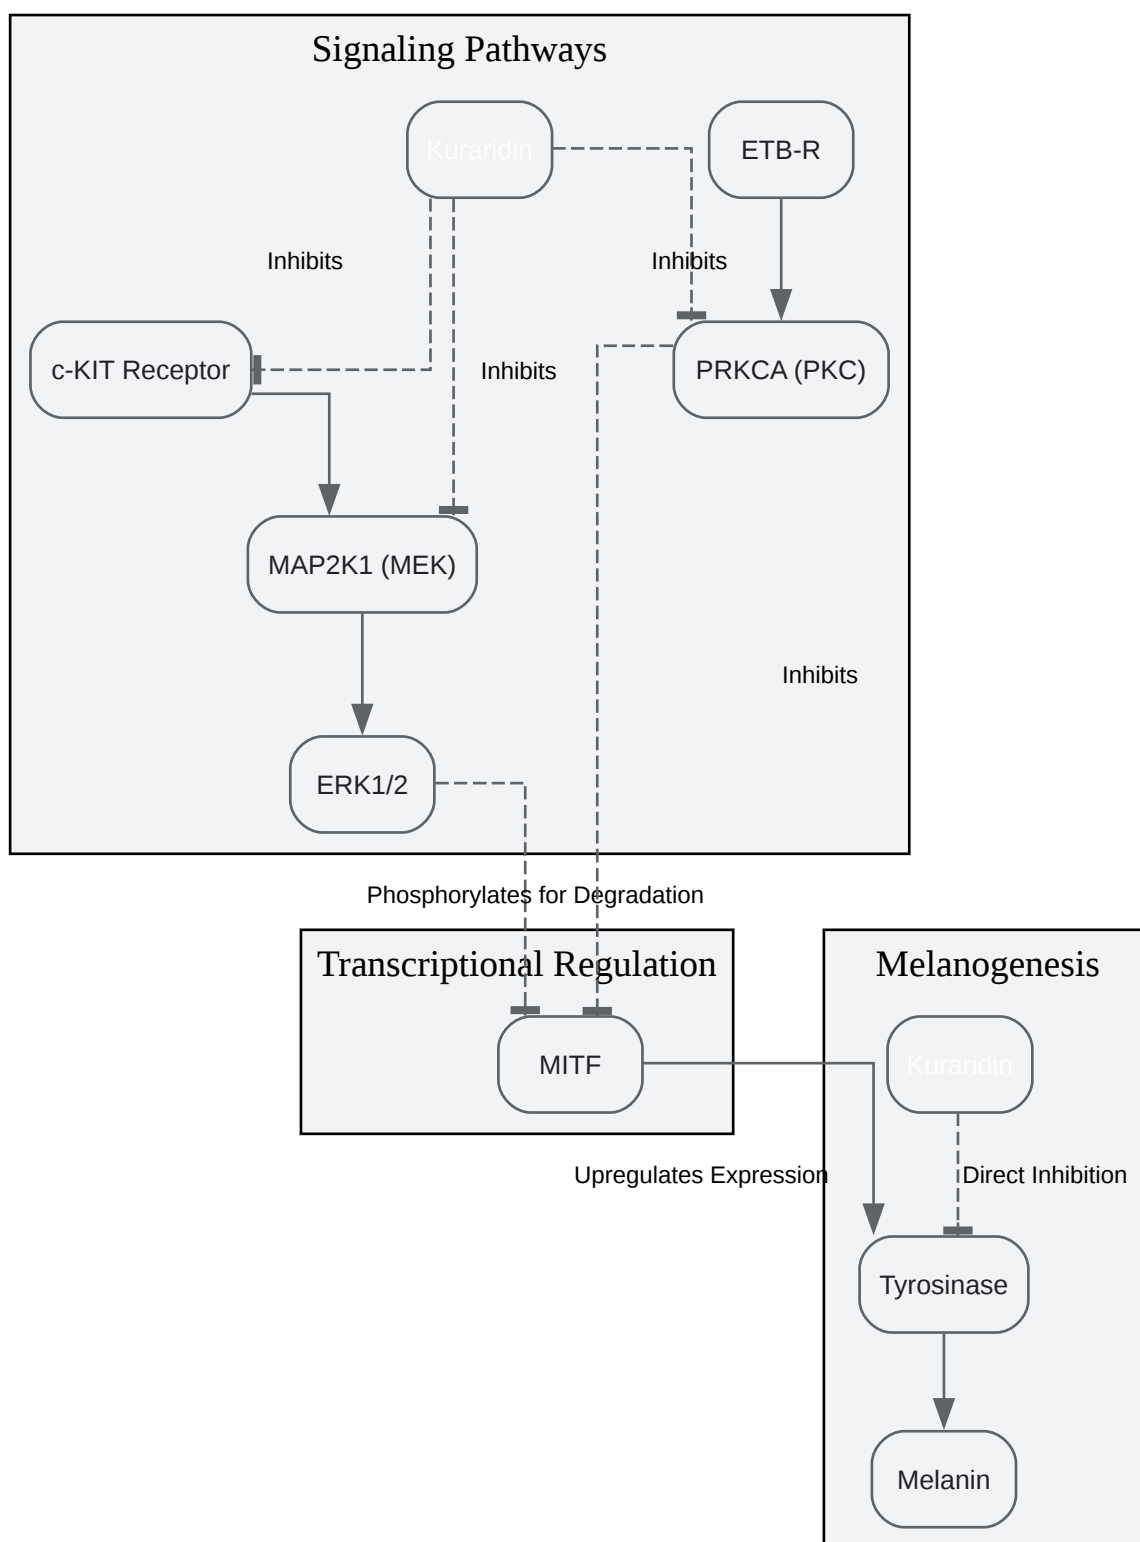 Signaling Pathways
Kuraridin
ETB-R
Inhibits
Inhibits
c-KIT Receptor
Inhibits
PRKCA (PKC)
MAP2K1 (MEK)
Inhibits
ERK1/2
Phosphorylates for Degradation
Transcriptional Regulation
Melanogenesis
MITF
Kuraridin
Upregulates Expression
Direct Inhibition
Tyrosinase
Melanin